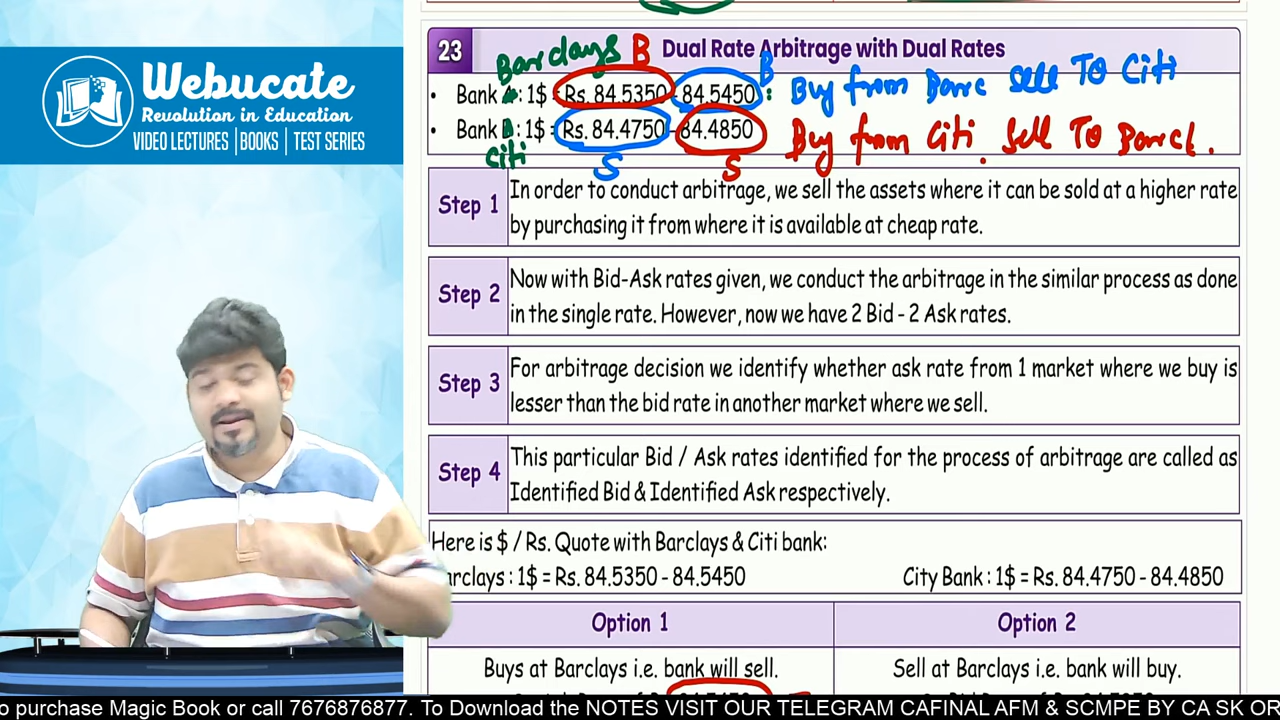 Webucate
Revolution in Education
VIDEO LECTURES | BOOKS | TEST SERIES
23 Dual Rate Arbitrage with Dual Rates
Barclays B
B
• Bank A: 1$ = Rs. 84.5350 - 84.5450 : Buy from Barc Sell To Citi
• Bank B: 1$ = Rs. 84.4750 - 84.4850 Buy from Citi. Sell To Barcl.
Citi S S
Step 1 In order to conduct arbitrage, we sell the assets where it can be sold at a higher rate
by purchasing it from where it is available at cheap rate.
Step 2 Now with Bid-Ask rates given, we conduct the arbitrage in the similar process as done
in the single rate. However, now we have 2 Bid - 2 Ask rates.
Step 3 For arbitrage decision we identify whether ask rate from 1 market where we buy is
lesser than the bid rate in another market where we sell.
Step 4 This particular Bid / Ask rates identified for the process of arbitrage are called as
Identified Bid & Identified Ask respectively.
Here is $ / Rs. Quote with Barclays & Citi bank:
arclays : 1$ = Rs. 84.5350 - 84.5450 City Bank : 1$ = Rs. 84.4750 - 84.4850
Option 1 Option 2
Buys at Barclays i.e. bank will sell. Sell at Barclays i.e. bank will buy.
o purchase Magic Book or call 7676876877. To Download the NOTES VISIT OUR TELEGRAM CAFINAL AFM & SCMPE BY CA SK OR